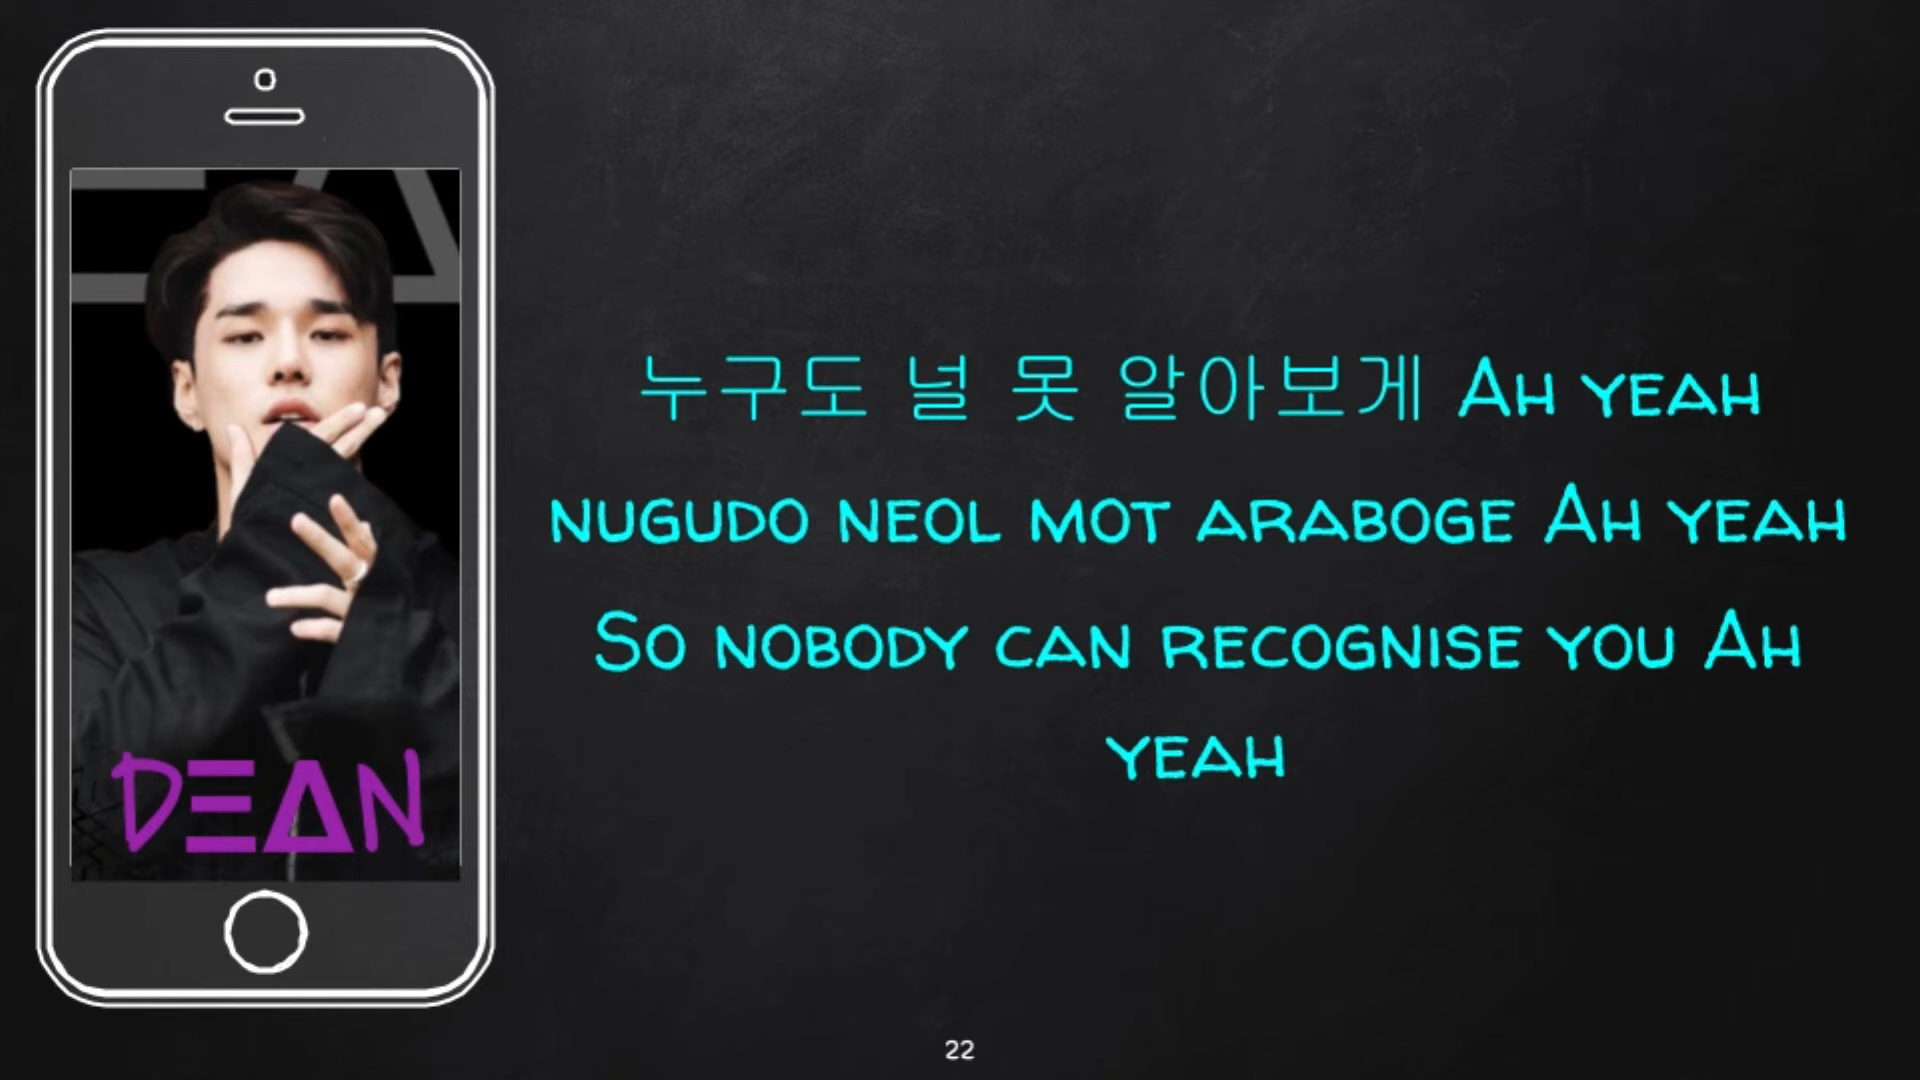 누구도 널 못 알아보게 Ah yeah
nugudo neol mot araboge Ah yeah
So nobody can recognise you Ah
yeah
DEAN
22